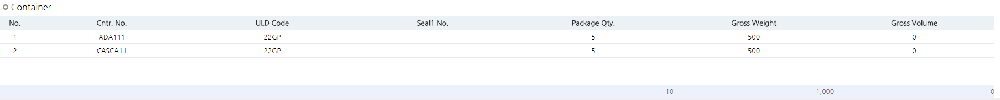 Container
No. Cntr. No. ULD Code Seal1 No. Package Qty. Gross Weight Gross Volume
1 ADA111 22GP 5 500 0
2 CASCA11 22GP 5 500 0
10 1,000 0